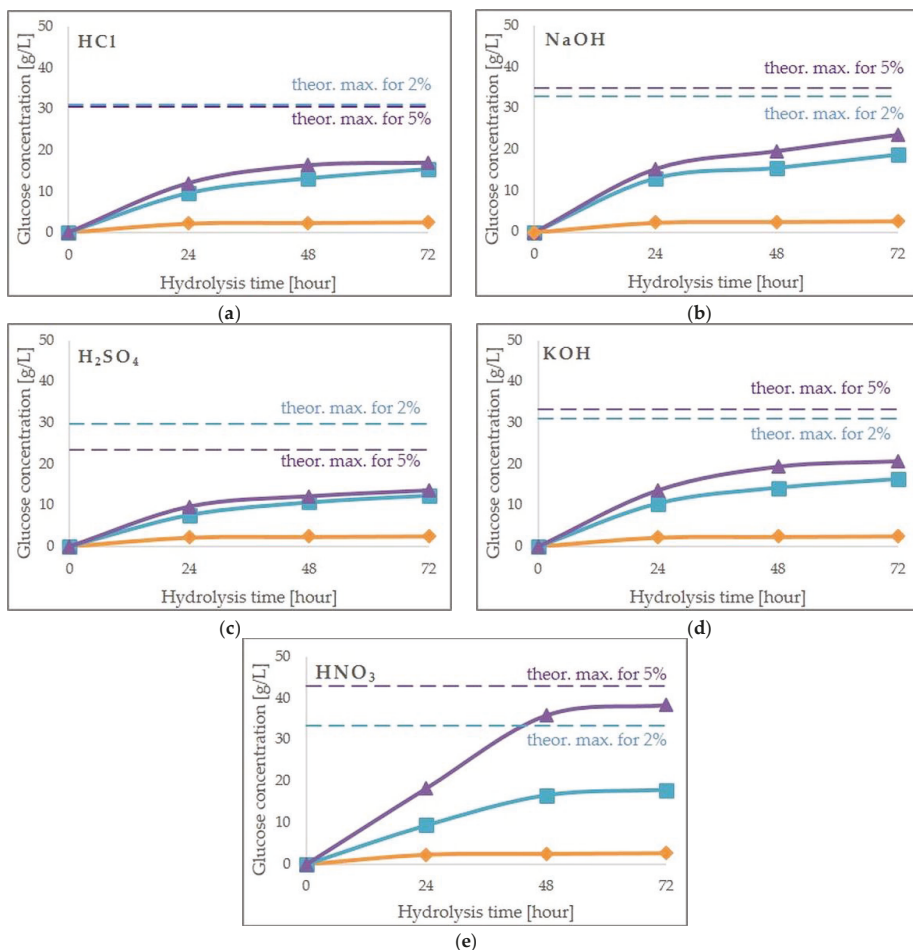 HCl
Glucose concentration [g/L]
50
40
30
20
10
0
theor. max. for 2%
theor. max. for 5%
0 24 48 72
Hydrolysis time [hour]
(a)
NaOH
Glucose concentration [g/L]
50
40
30
20
10
0
theor. max. for 5%
theor. max. for 2%
0 24 48 72
Hydrolysis time [hour]
(b)
H₂SO₄
Glucose concentration [g/L]
50
40
30
20
10
0
theor. max. for 2%
theor. max. for 5%
0 24 48 72
Hydrolysis time [hour]
(c)
KOH
Glucose concentration [g/L]
50
40
30
20
10
0
theor. max. for 5%
theor. max. for 2%
0 24 48 72
Hydrolysis time [hour]
(d)
HNO₃
Glucose concentration [g/L]
50
40
30
20
10
0
theor. max. for 5%
theor. max. for 2%
0 24 48 72
Hydrolysis time [hour]
(e)